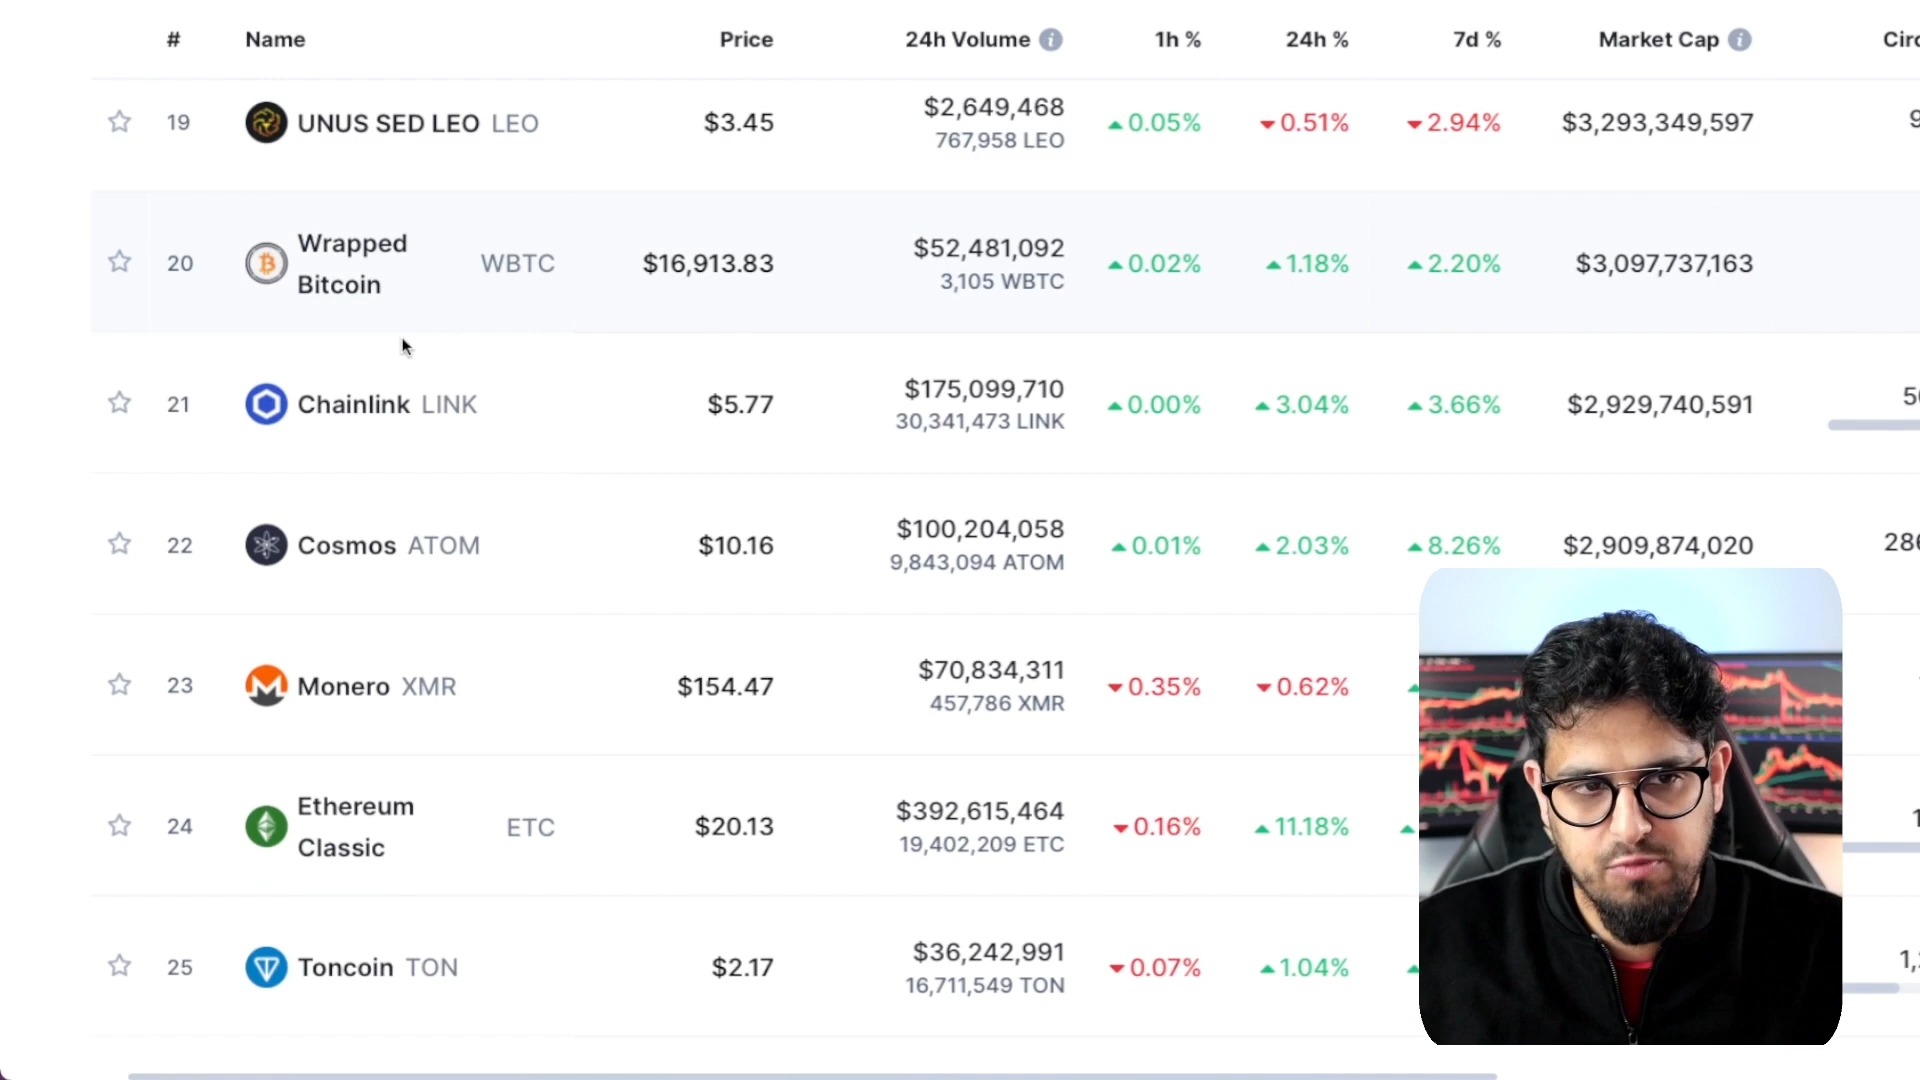 # Name Price 24h Volume 1h % 24h % 7d % Market Cap
19 UNUS SED LEO LEO $3.45 $2,649,468 0.05% 0.51% 2.94% $3,293,349,597
767,958 LEO
20 Wrapped Bitcoin WBTC $16,913.83 $52,481,092 0.02% 1.18% 2.20% $3,097,737,163
3,105 WBTC
21 Chainlink LINK $5.77 $175,099,710 0.00% 3.04% 3.66% $2,929,740,591
30,341,473 LINK
22 Cosmos ATOM $10.16 $100,204,058 0.01% 2.03% 8.26% $2,909,874,020
9,843,094 ATOM
23 Monero XMR $154.47 $70,834,311 0.35% 0.62%
457,786 XMR
24 Ethereum Classic ETC $20.13 $392,615,464 0.16% 11.18%
19,402,209 ETC
25 Toncoin TON $2.17 $36,242,991 0.07% 1.04%
16,711,549 TON